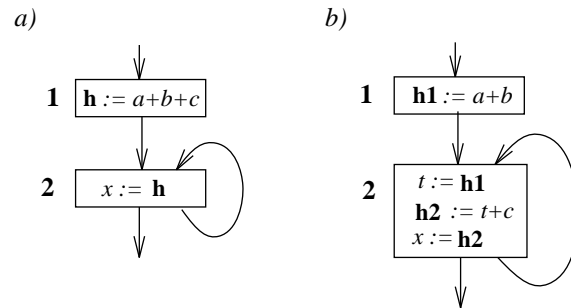 a)
1 h := a+b+c
2 x := h
b)
1 h1 := a+b
2 t := h1
h2 := t+c
x := h2